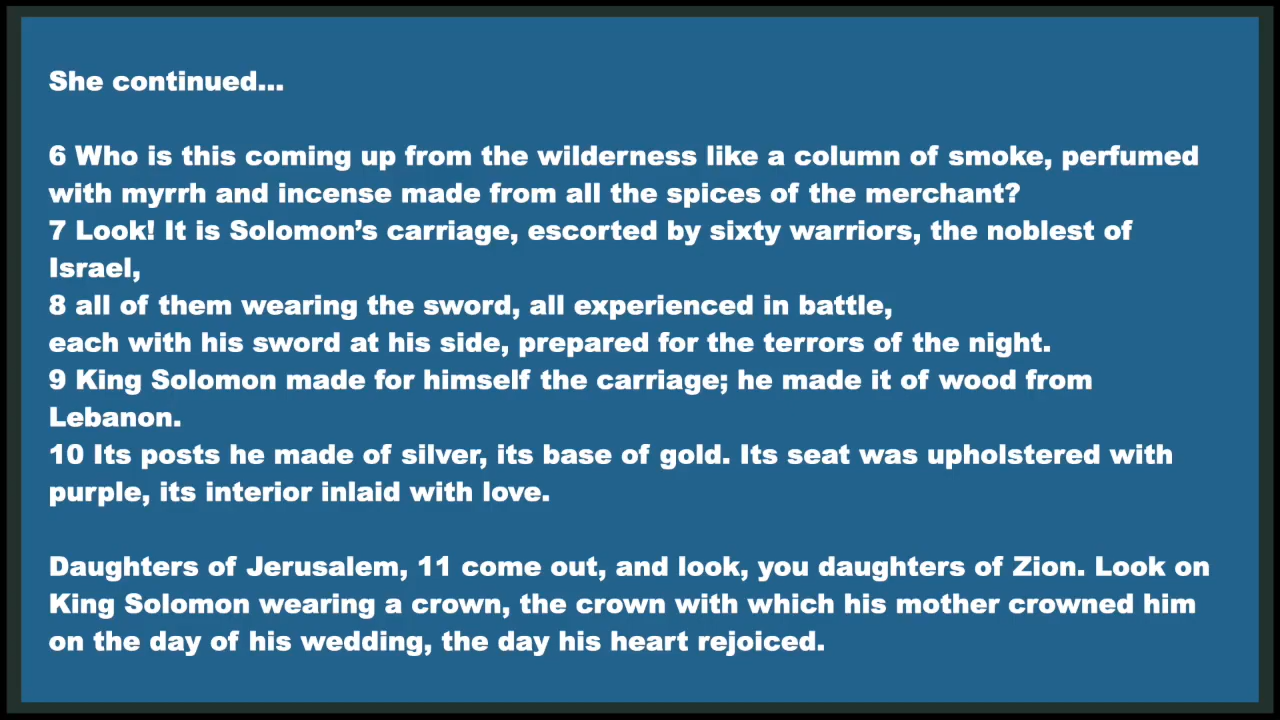 She continued...
6 Who is this coming up from the wilderness like a column of smoke, perfumed
with myrrh and incense made from all the spices of the merchant?
7 Look! It is Solomon’s carriage, escorted by sixty warriors, the noblest of
Israel,
8 all of them wearing the sword, all experienced in battle,
each with his sword at his side, prepared for the terrors of the night.
9 King Solomon made for himself the carriage; he made it of wood from
Lebanon.
10 Its posts he made of silver, its base of gold. Its seat was upholstered with
purple, its interior inlaid with love.
Daughters of Jerusalem, 11 come out, and look, you daughters of Zion. Look on
King Solomon wearing a crown, the crown with which his mother crowned him
on the day of his wedding, the day his heart rejoiced.